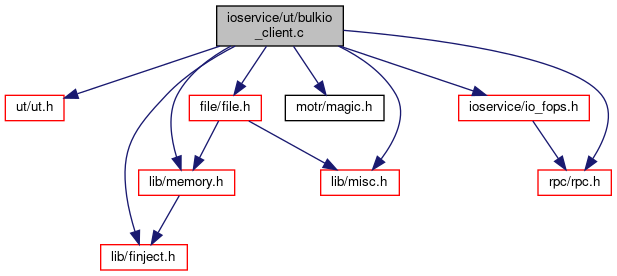 ioservice/ut/bulkio
_client.c
ut/ut.h
file/file.h
motr/magic.h
ioservice/io_fops.h
lib/memory.h
lib/misc.h
rpc/rpc.h
lib/finject.h